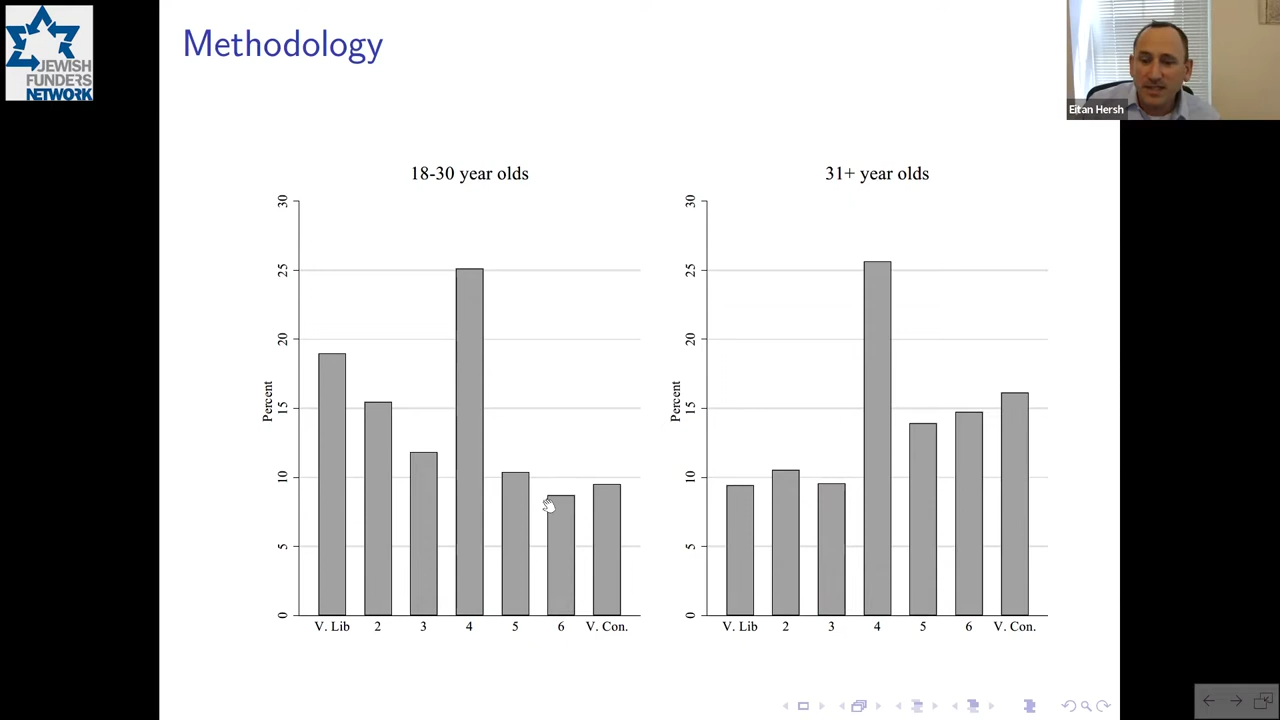 JEWISH
FUNDERS
NETWORK
Methodology
Eitan Hersh
18-30 year olds
30
25
20
15
10
5
0
Percent
V. Lib 2 3 4 5 6 V. Con.
31+ year olds
30
25
20
15
10
5
0
Percent
V. Lib 2 3 4 5 6 V. Con.